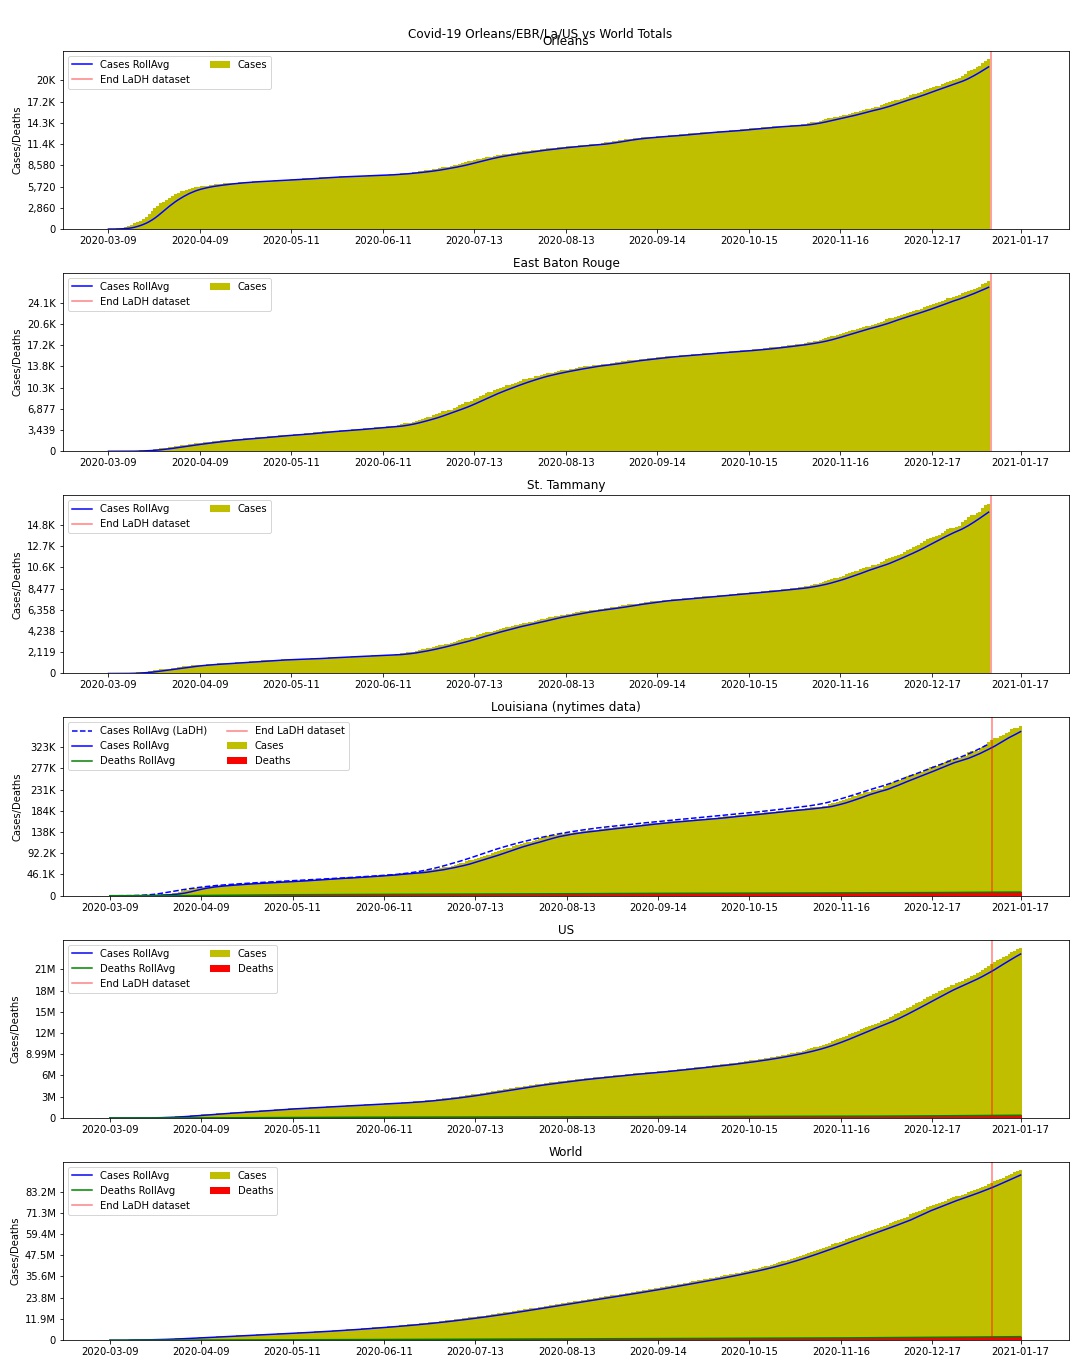 Covid-19 Orleans/EBR/La/US vs World Totals
Orleans
Cases RollAvg Cases
End LaDH dataset
Cases/Deaths
20K
17.2K
14.3K
11.4K
8,580
5,720
2,860
0
2020-03-09 2020-04-09 2020-05-11 2020-06-11 2020-07-13 2020-08-13 2020-09-14 2020-10-15 2020-11-16 2020-12-17 2021-01-17
East Baton Rouge
Cases RollAvg Cases
End LaDH dataset
Cases/Deaths
24.1K
20.6K
17.2K
13.8K
10.3K
6,877
3,439
0
2020-03-09 2020-04-09 2020-05-11 2020-06-11 2020-07-13 2020-08-13 2020-09-14 2020-10-15 2020-11-16 2020-12-17 2021-01-17
St. Tammany
Cases RollAvg Cases
End LaDH dataset
Cases/Deaths
14.8K
12.7K
10.6K
8,477
6,358
4,238
2,119
0
2020-03-09 2020-04-09 2020-05-11 2020-06-11 2020-07-13 2020-08-13 2020-09-14 2020-10-15 2020-11-16 2020-12-17 2021-01-17
Louisiana (nytimes data)
Cases RollAvg (LaDH) End LaDH dataset
Cases RollAvg Cases
Deaths RollAvg Deaths
Cases/Deaths
323K
277K
231K
184K
138K
92.2K
46.1K
0
2020-03-09 2020-04-09 2020-05-11 2020-06-11 2020-07-13 2020-08-13 2020-09-14 2020-10-15 2020-11-16 2020-12-17 2021-01-17
US
Cases RollAvg Cases
Deaths RollAvg Deaths
End LaDH dataset
Cases/Deaths
21M
18M
15M
12M
8.99M
6M
3M
0
2020-03-09 2020-04-09 2020-05-11 2020-06-11 2020-07-13 2020-08-13 2020-09-14 2020-10-15 2020-11-16 2020-12-17 2021-01-17
World
Cases RollAvg Cases
Deaths RollAvg Deaths
End LaDH dataset
Cases/Deaths
83.2M
71.3M
59.4M
47.5M
35.6M
23.8M
11.9M
0
2020-03-09 2020-04-09 2020-05-11 2020-06-11 2020-07-13 2020-08-13 2020-09-14 2020-10-15 2020-11-16 2020-12-17 2021-01-17